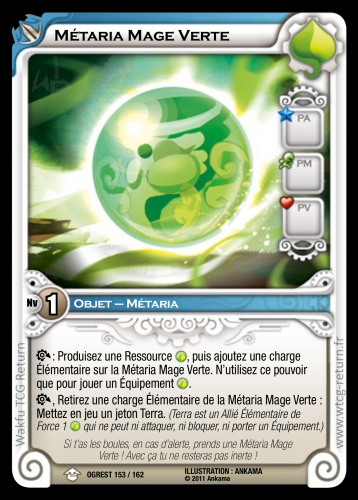 Métaria Mage Verte
PA
PM
PV
Nv 1
Objet – Métaria
: Produisez une Ressource , puis ajoutez une charge
Élémentaire sur la Métaria Mage Verte. N'utilisez ce pouvoir
que pour jouer un Équipement .
, Retirez une charge Élémentaire de la Métaria Mage Verte :
Mettez en jeu un jeton Terra. (Terra est un Allié Élémentaire de
Force 1 qui ne peut ni attaquer, ni bloquer, ni porter un Équipement.)
Si t'as les boules, en cas d'alerte, prends une Métaria Mage
Verte ! Avec ça tu ne resteras pas inerte !
OGREST 153 / 162
ILLUSTRATION : ANKAMA
© 2011 Ankama
Wakfu TCG Return
www.wtcg-return.fr